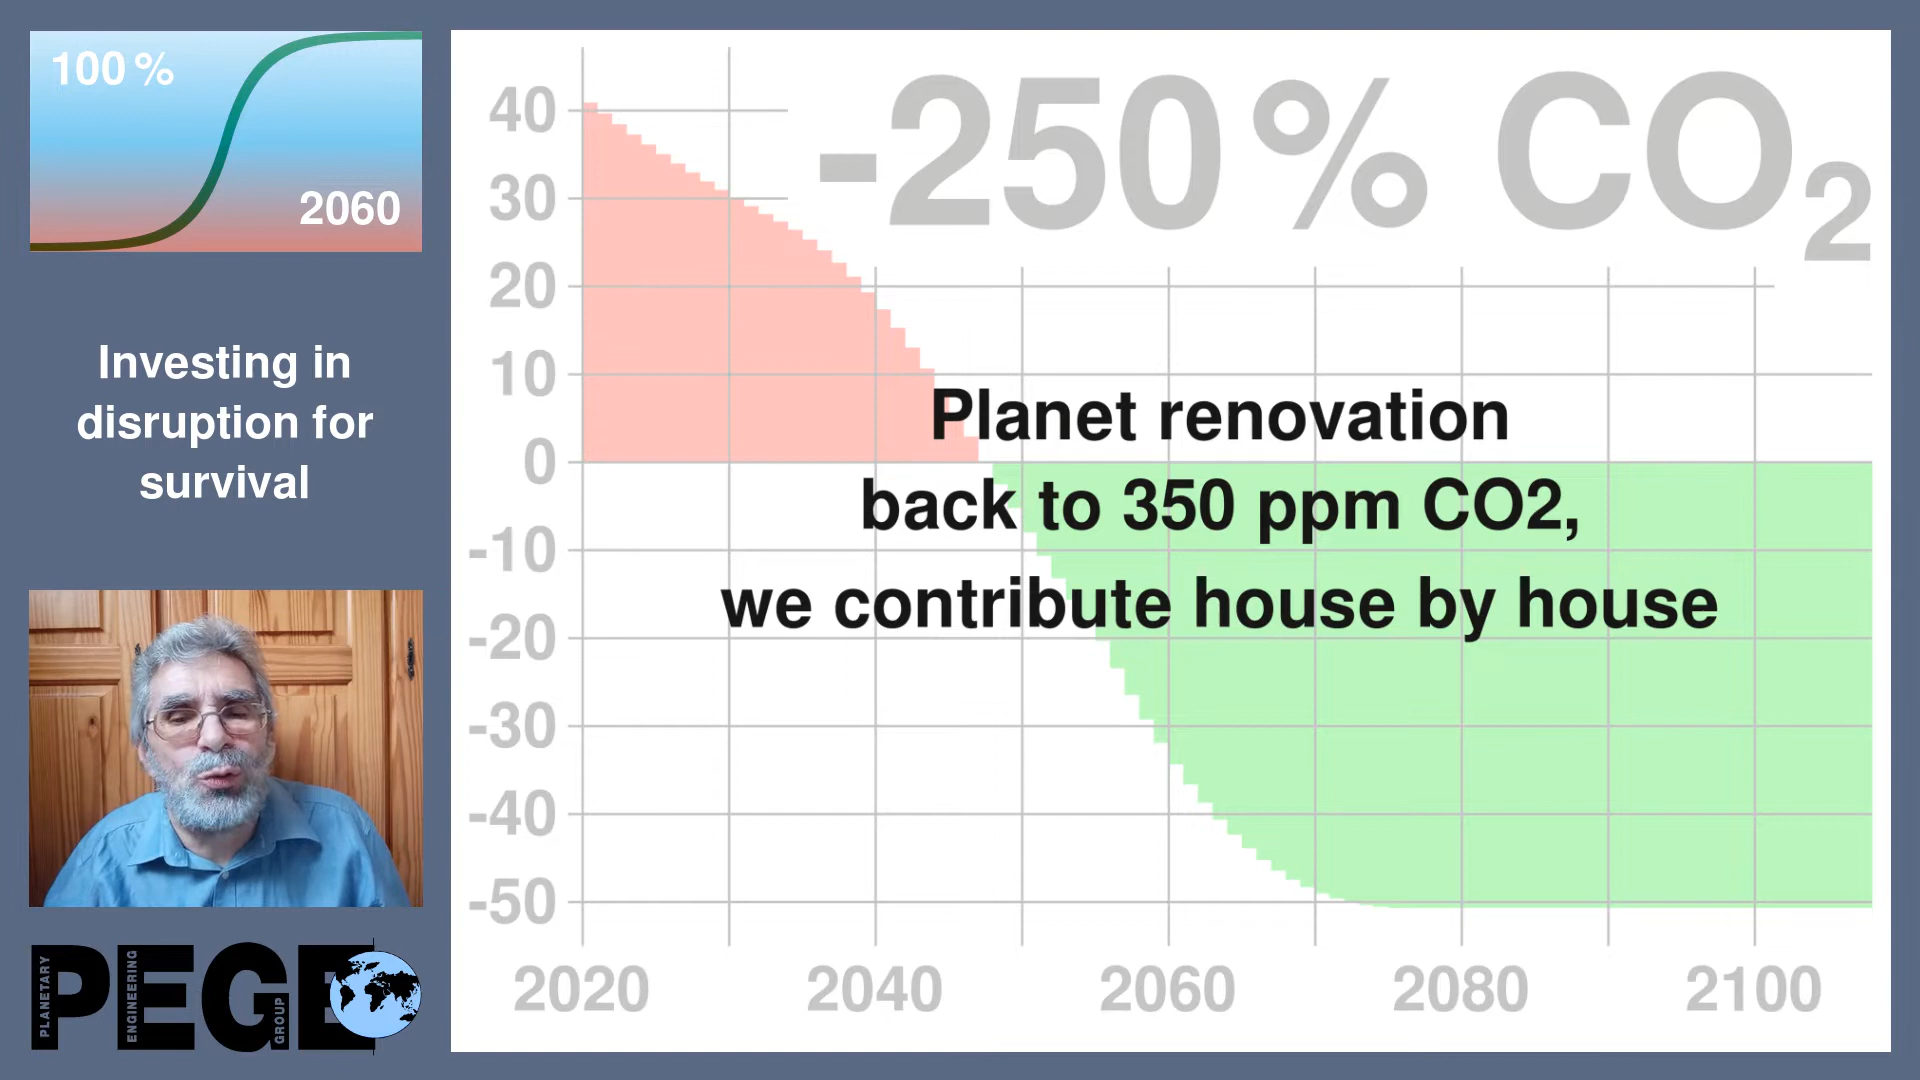 100 %
2060
Investing in
disruption for
survival
PEGE
PLANETARY
ENGINEERING
GROUP
-250 % CO₂
40
30
20
10
0
-10
-20
-30
-40
-50
Planet renovation
back to 350 ppm CO2,
we contribute house by house
2020 2040 2060 2080 2100